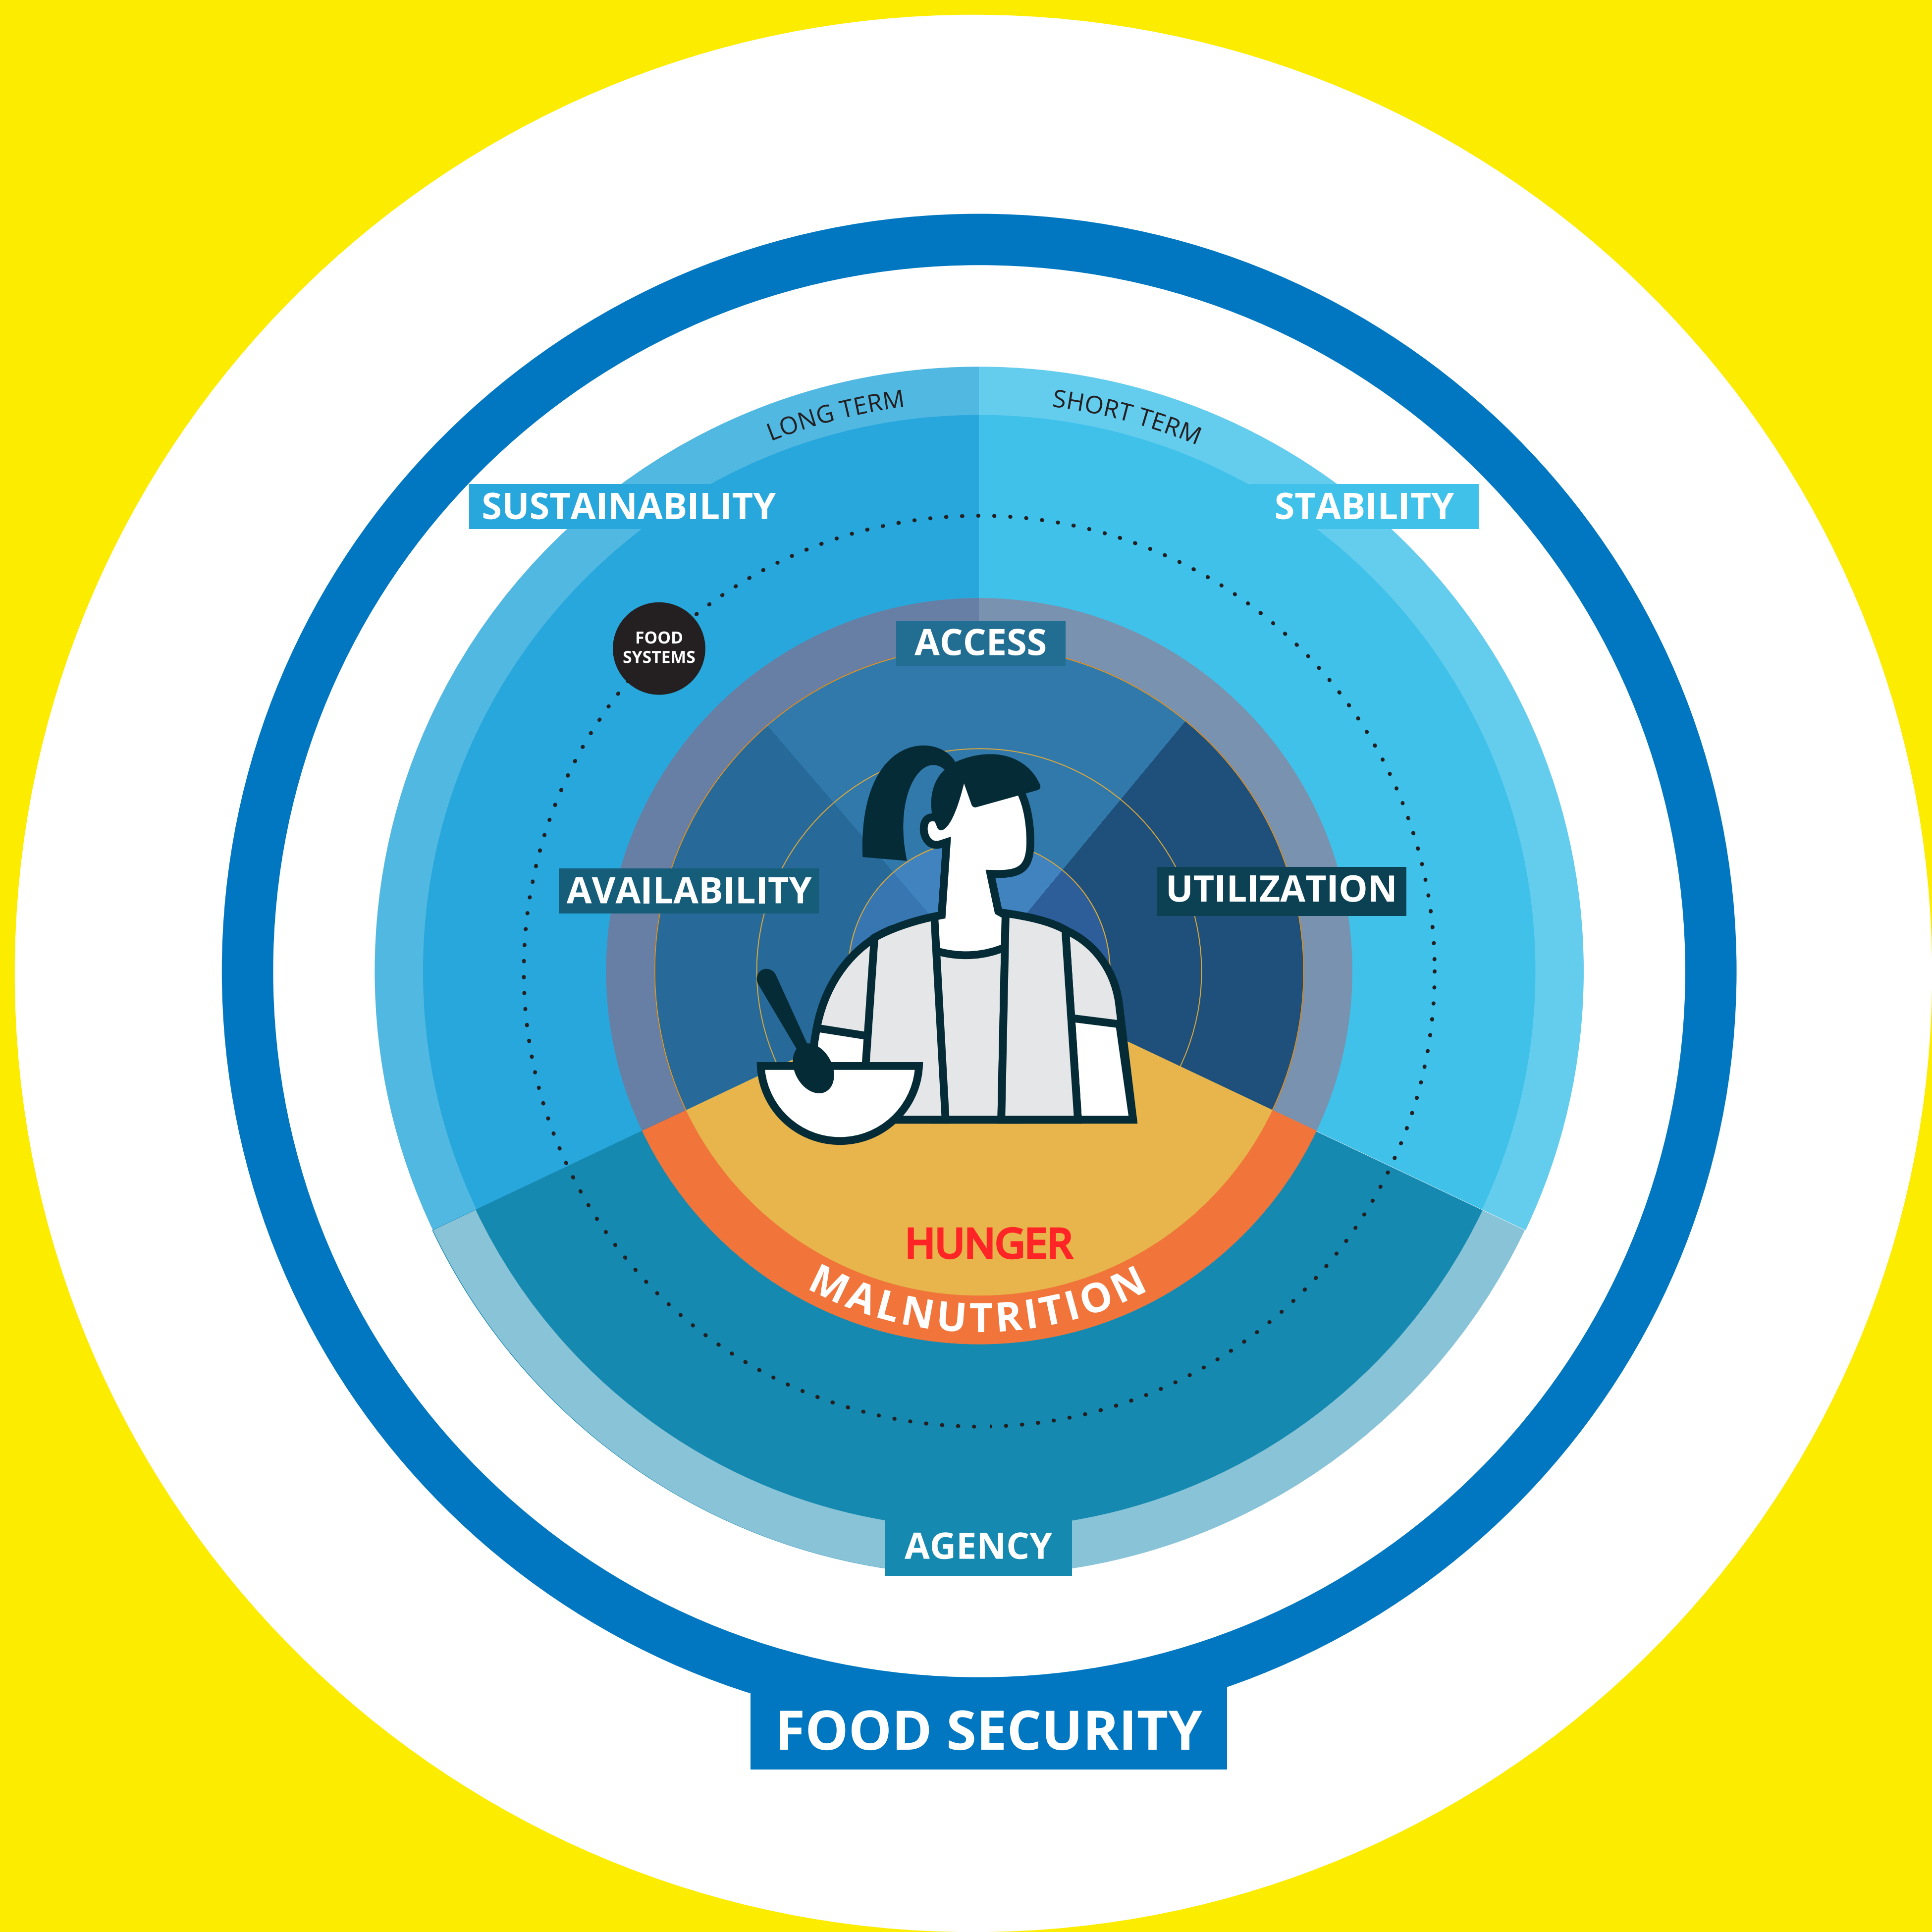 LONG TERM
SHORT TERM
SUSTAINABILITY
STABILITY
FOOD
SYSTEMS
ACCESS
AVAILABILITY
UTILIZATION
HUNGER
MALNUTRITION
AGENCY
FOOD SECURITY